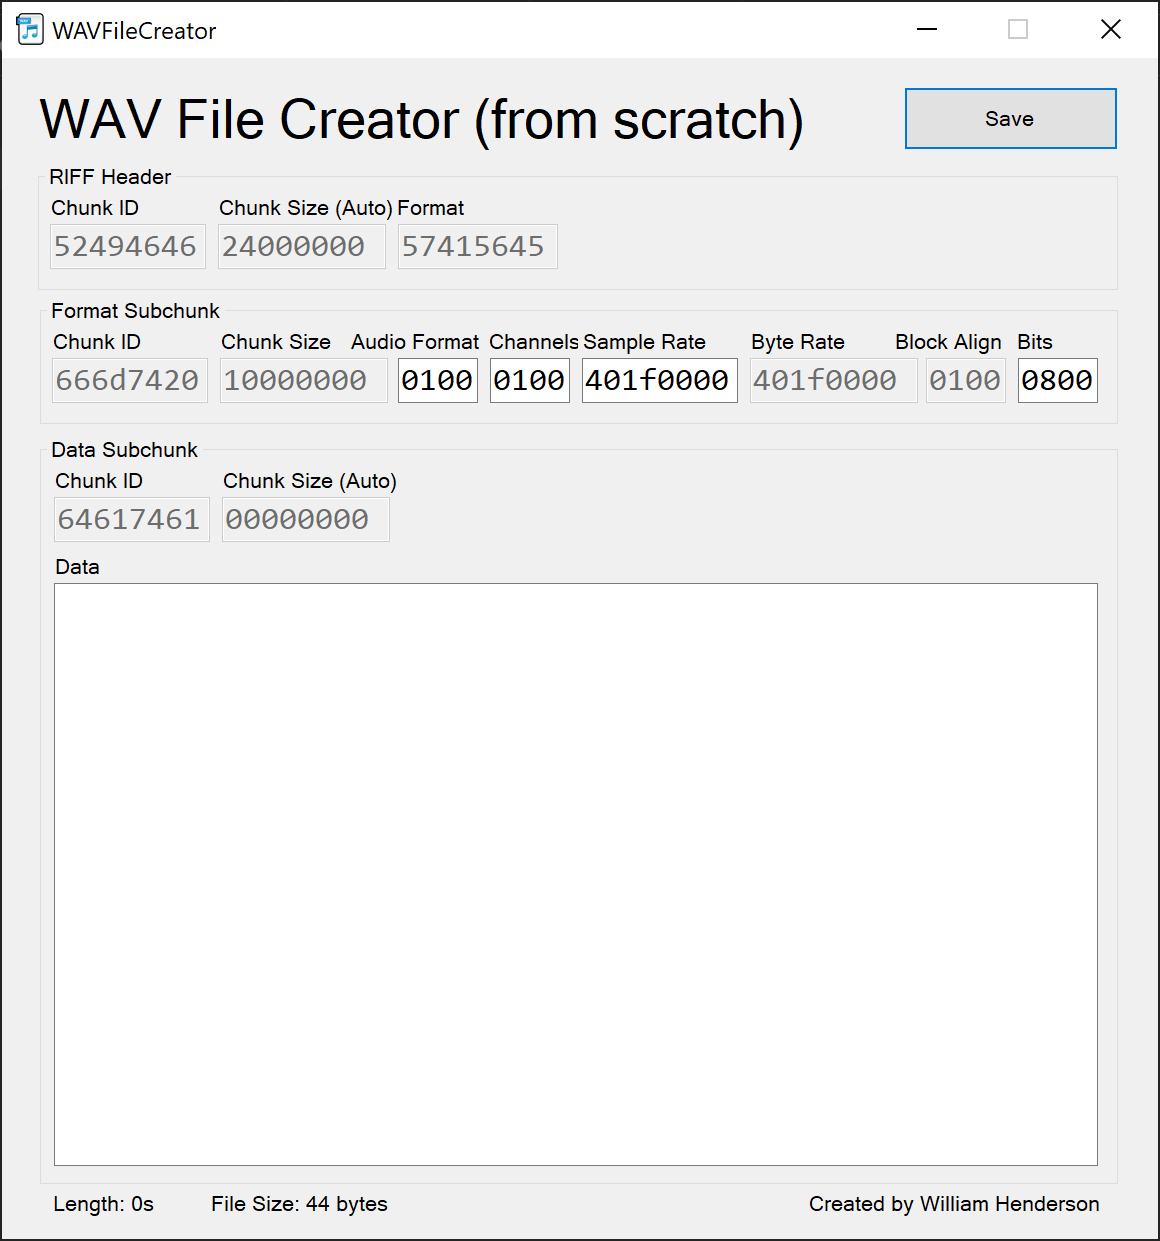 WAVFileCreator
WAV File Creator (from scratch)
Save
RIFF Header
Chunk ID Chunk Size (Auto) Format
52494646 24000000 57415645
Format Subchunk
Chunk ID Chunk Size Audio Format Channels Sample Rate Byte Rate Block Align Bits
666d7420 10000000 0100 0100 401f0000 401f0000 0100 0800
Data Subchunk
Chunk ID Chunk Size (Auto)
64617461 00000000
Data
Length: 0s File Size: 44 bytes Created by William Henderson